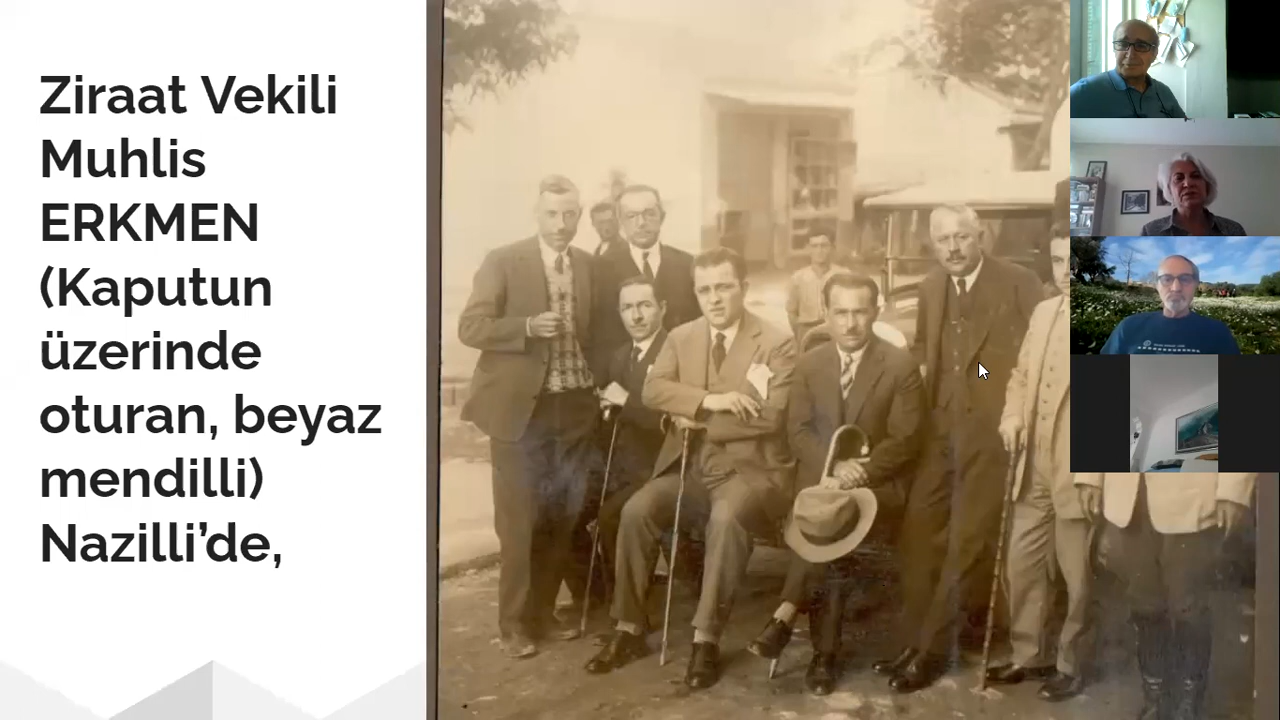 Ziraat Vekili
Muhlis
ERKMEN
(Kaputun
üzerinde
oturan, beyaz
mendilli)
Nazilli’de,